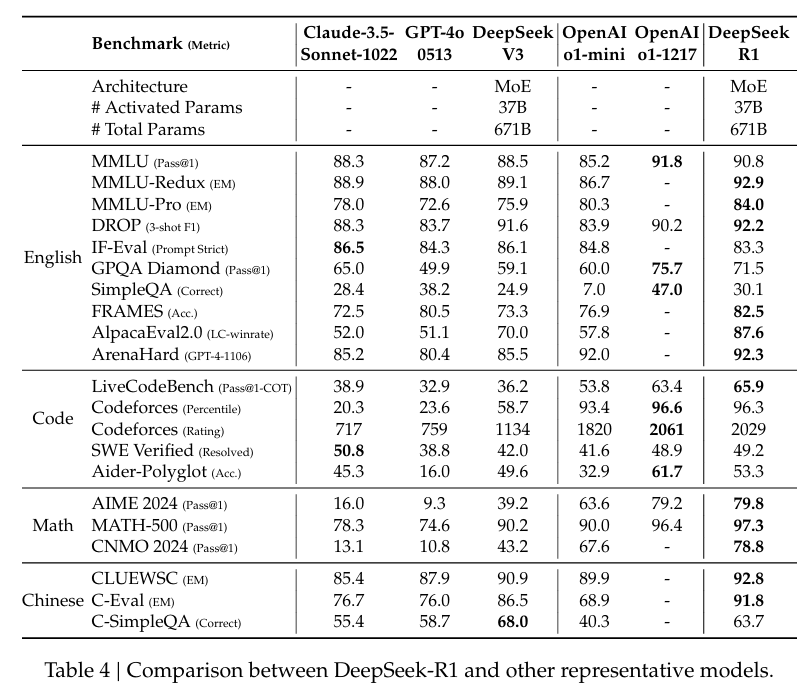 Benchmark (Metric) Claude-3.5-Sonnet-1022 GPT-4o 0513 DeepSeek V3 OpenAI o1-mini OpenAI o1-1217 DeepSeek R1
Architecture - - MoE - - MoE
# Activated Params - - 37B - - 37B
# Total Params - - 671B - - 671B
English
MMLU (Pass@1) 88.3 87.2 88.5 85.2 91.8 90.8
MMLU-Redux (EM) 88.9 88.0 89.1 86.7 - 92.9
MMLU-Pro (EM) 78.0 72.6 75.9 80.3 - 84.0
DROP (3-shot F1) 88.3 83.7 91.6 83.9 90.2 92.2
IF-Eval (Prompt Strict) 86.5 84.3 86.1 84.8 - 83.3
GPQA Diamond (Pass@1) 65.0 49.9 59.1 60.0 75.7 71.5
SimpleQA (Correct) 28.4 38.2 24.9 7.0 47.0 30.1
FRAMES (Acc.) 72.5 80.5 73.3 76.9 - 82.5
AlpacaEval2.0 (LC-winrate) 52.0 51.1 70.0 57.8 - 87.6
ArenaHard (GPT-4-1106) 85.2 80.4 85.5 92.0 - 92.3
Code
LiveCodeBench (Pass@1-COT) 38.9 32.9 36.2 53.8 63.4 65.9
Codeforces (Percentile) 20.3 23.6 58.7 93.4 96.6 96.3
Codeforces (Rating) 717 759 1134 1820 2061 2029
SWE Verified (Resolved) 50.8 38.8 42.0 41.6 48.9 49.2
Aider-Polyglot (Acc.) 45.3 16.0 49.6 32.9 61.7 53.3
Math
AIME 2024 (Pass@1) 16.0 9.3 39.2 63.6 79.2 79.8
MATH-500 (Pass@1) 78.3 74.6 90.2 90.0 96.4 97.3
CNMO 2024 (Pass@1) 13.1 10.8 43.2 67.6 - 78.8
Chinese
CLUEWSC (EM) 85.4 87.9 90.9 89.9 - 92.8
C-Eval (EM) 76.7 76.0 86.5 68.9 - 91.8
C-SimpleQA (Correct) 55.4 58.7 68.0 40.3 - 63.7
Table 4 | Comparison between DeepSeek-R1 and other representative models.